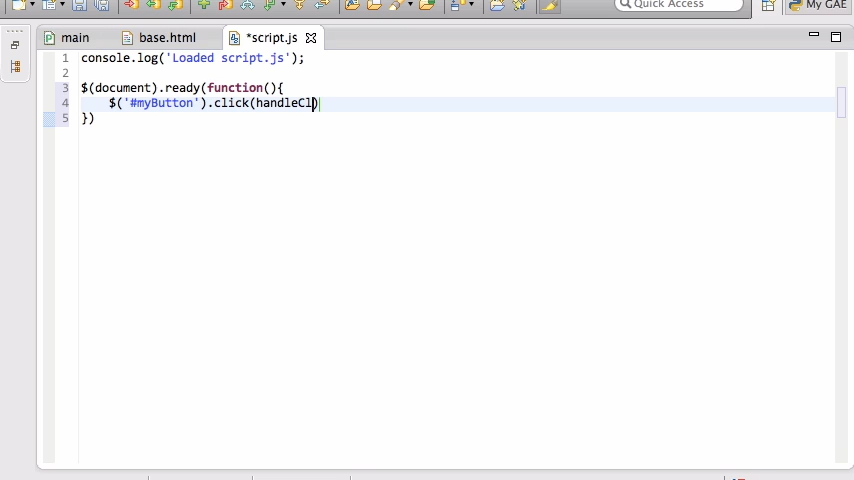 Quick Access
My GAE
main
base.html
*script.js
1 console.log('Loaded script.js');
2
3 $(document).ready(function(){
4 $('#myButton').click(handleCl)
5 })